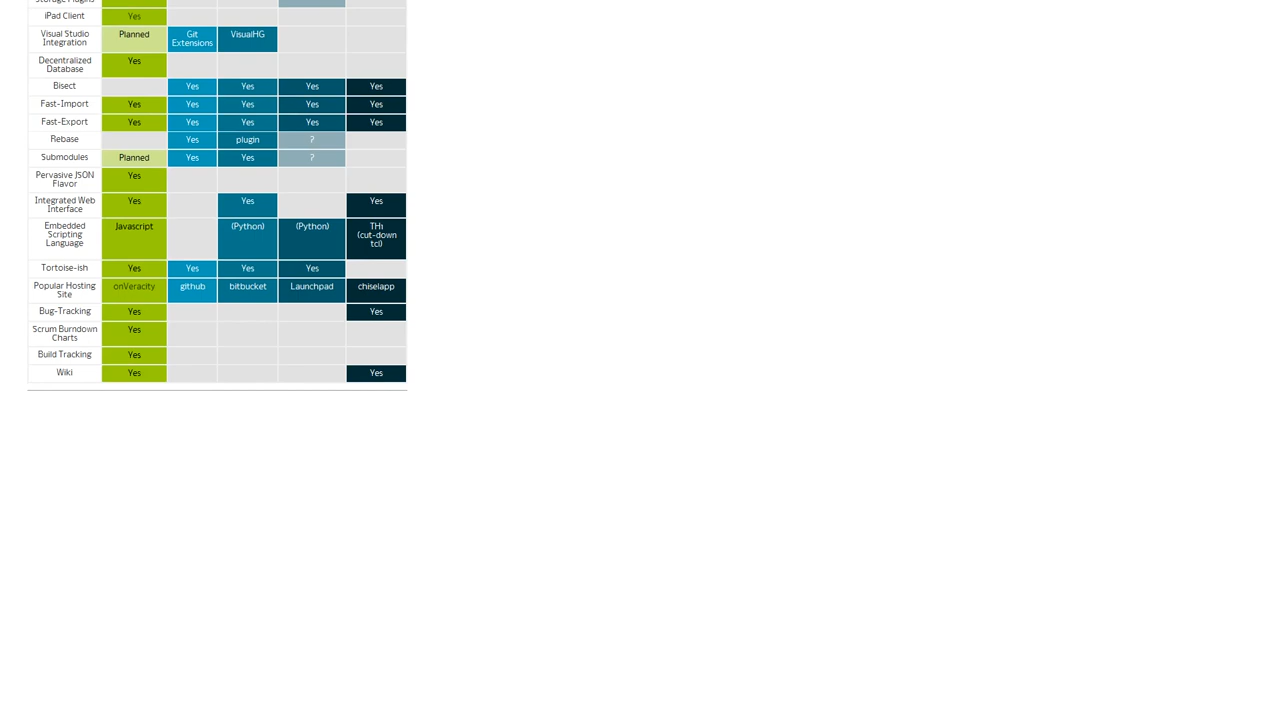 Storage Plugins
iPad Client Yes
Visual Studio Integration Planned Git Extensions VisualHG
Decentralized Database Yes
Bisect Yes Yes Yes Yes
Fast-Import Yes Yes Yes Yes Yes
Fast-Export Yes Yes Yes Yes Yes
Rebase Yes plugin ?
Submodules Planned Yes Yes ?
Pervasive JSON Flavor Yes
Integrated Web Interface Yes Yes Yes
Embedded Scripting Language Javascript (Python) (Python) TH1 (cut-down tcl)
Tortoise-ish Yes Yes Yes Yes
Popular Hosting Site onVeracity github bitbucket Launchpad chiselapp
Bug-Tracking Yes Yes
Scrum Burndown Charts Yes
Build Tracking Yes
Wiki Yes Yes